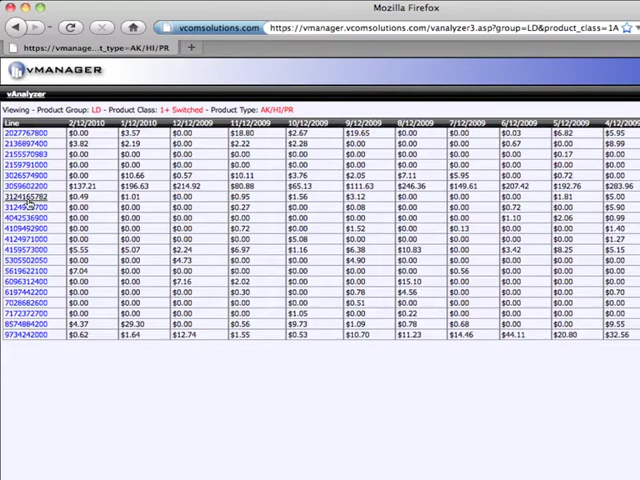 Mozilla Firefox
vcomsolutions.com https://vmanager.vcomsolutions.com/vanalyzer3.asp?group=LD&product_class=1A
https://vmanage...t_type=AK/HI/PR +
vMANAGER
vAnalyzer
Viewing - Product Group: LD - Product Class: 1+ Switched - Product Type: AK/HI/PR
Line 2/12/2010 1/12/2010 12/12/2009 11/12/2009 10/12/2009 9/12/2009 8/12/2009 7/12/2009 6/12/2009 5/12/2009 4/12/2009
2027767800 $0.00 $3.57 $0.00 $18.80 $2.67 $19.65 $0.00 $0.00 $0.03 $6.82 $5.95
2136897400 $3.82 $2.19 $0.00 $2.22 $2.28 $0.00 $0.00 $0.00 $0.67 $0.00 $8.99
2155570983 $0.00 $0.00 $0.00 $0.00 $0.00 $0.00 $0.00 $0.00 $0.00 $0.17 $0.00
2159791000 $0.00 $0.00 $0.00 $0.00 $0.00 $0.00 $0.00 $0.00 $0.00 $0.00 $0.00
3026574900 $0.00 $10.66 $0.57 $10.11 $3.76 $2.05 $7.11 $5.95 $0.00 $0.72 $0.00
3059602200 $137.21 $196.63 $214.92 $80.88 $65.13 $111.63 $246.36 $149.61 $207.42 $192.76 $283.96
3124165782 $0.49 $1.01 $0.00 $0.95 $1.56 $3.12 $0.00 $0.00 $0.00 $1.81 $5.00
$0.00 $0.00 $0.00 $0.27 $0.00 $0.08 $0.00 $0.00 $0.72 $0.00 $5.90
4042536900 $0.00 $0.00 $0.00 $0.00 $0.00 $0.00 $0.00 $0.00 $1.10 $2.06 $0.99
4109492900 $0.00 $0.00 $0.00 $0.72 $0.00 $1.52 $0.00 $0.13 $0.00 $0.00 $1.40
4124971000 $0.00 $0.00 $0.00 $0.00 $5.08 $0.00 $0.00 $0.00 $0.00 $0.00 $1.27
4159573000 $5.55 $5.07 $2.24 $6.97 $1.16 $6.38 $10.83 $0.00 $3.42 $8.25 $5.15
5305502050 $0.00 $0.00 $4.73 $0.00 $0.00 $4.90 $0.00 $0.00 $0.00 $0.00 $0.00
5619622100 $7.04 $0.00 $0.00 $0.00 $0.00 $0.00 $0.00 $0.56 $0.00 $0.00 $0.00
6096312400 $0.00 $0.00 $7.16 $2.02 $0.00 $0.00 $15.10 $0.00 $0.00 $0.00 $0.00
6197442200 $0.00 $0.00 $0.00 $0.30 $0.00 $0.78 $4.56 $0.00 $0.00 $0.00 $0.70
7028682600 $0.00 $0.00 $0.00 $0.00 $0.00 $0.51 $0.00 $0.00 $0.00 $0.00 $0.00
7172372700 $0.00 $0.00 $0.00 $0.00 $1.05 $0.00 $0.22 $0.00 $0.00 $0.00 $0.00
8574884200 $4.37 $29.30 $0.00 $0.56 $9.73 $1.09 $0.78 $0.68 $0.00 $0.00 $9.55
9734242000 $0.62 $1.64 $12.74 $1.55 $0.53 $10.70 $11.23 $14.46 $44.11 $20.80 $32.56